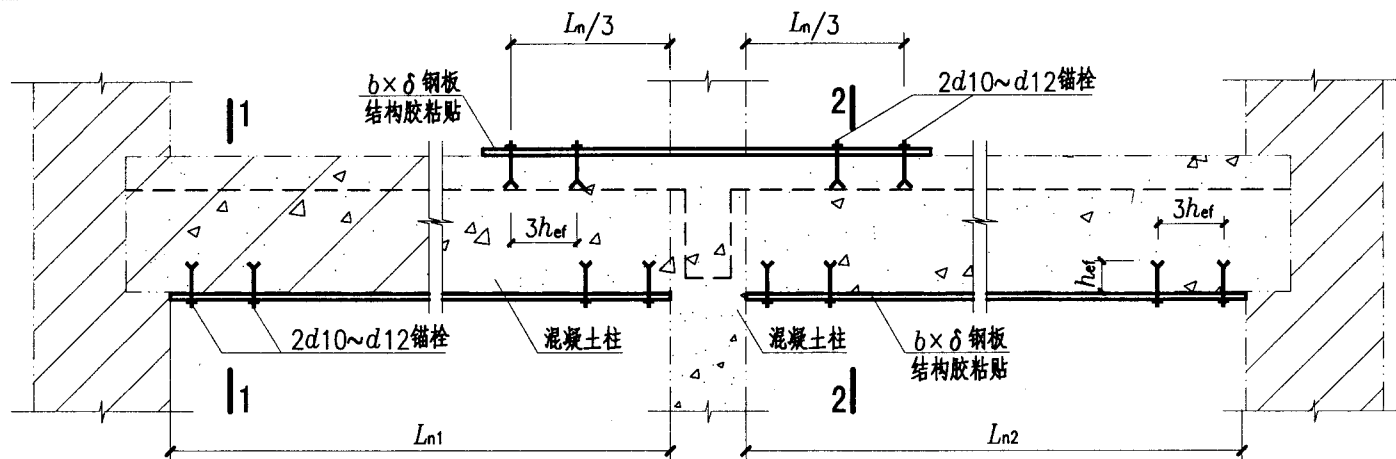 Ln/3
Ln/3
b×δ钢板
结构胶粘贴
2d10~d12锚栓
1
2
3hef
3hef
hef
2d10~d12锚栓
混凝土柱
混凝土柱
b×δ钢板
结构胶粘贴
1
2
Ln1
Ln2